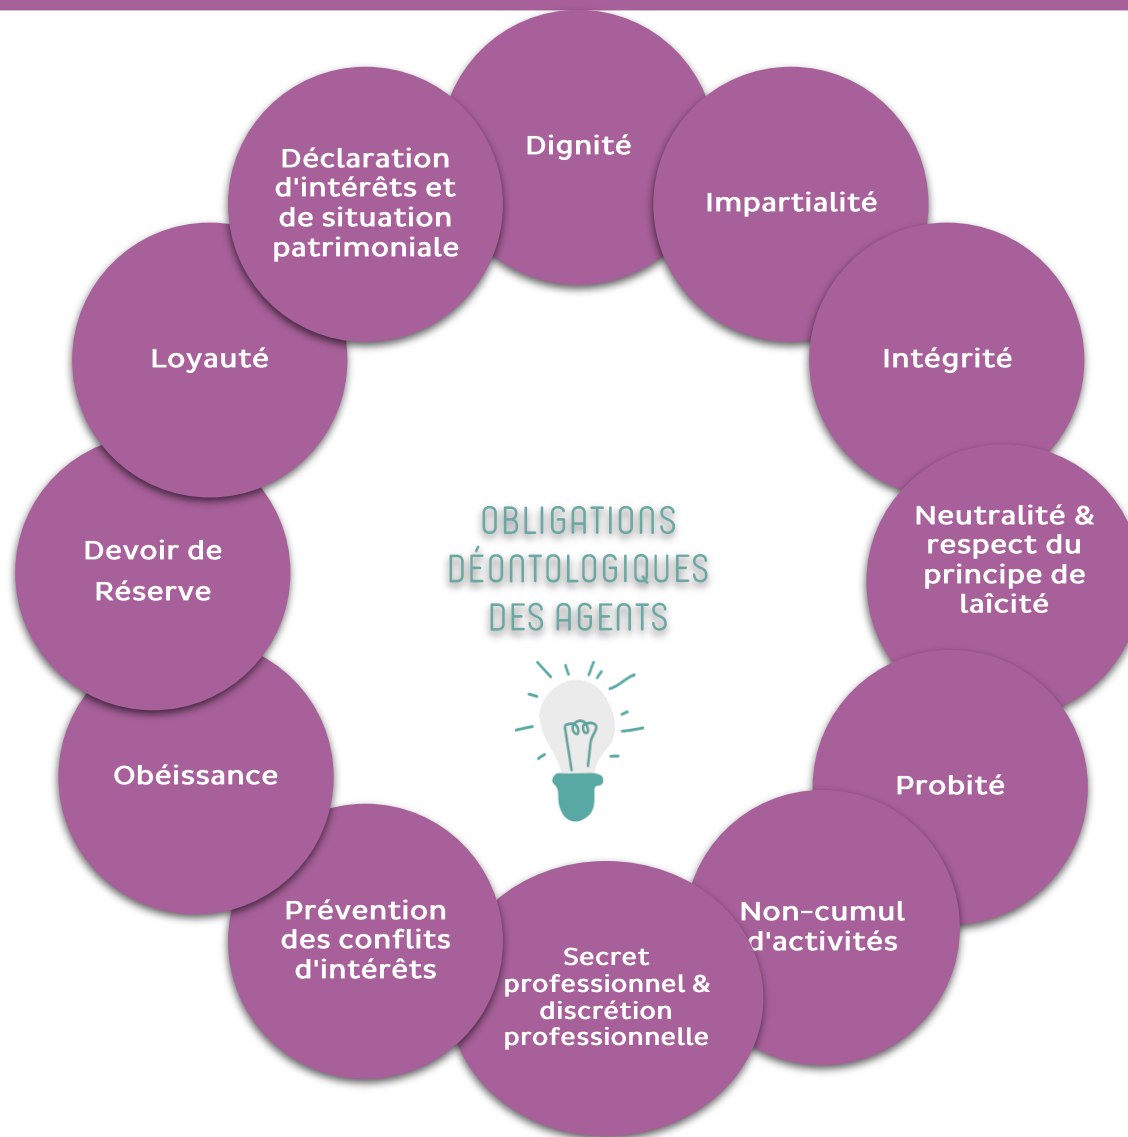 Dignité
Impartialité
Intégrité
Neutralité &
respect du
principe de
laîcité
Probité
Non-cumul
d'activités
Secret
professionnel &
discrétion
professionnelle
Prévention
des conflits
d'intérêts
Obéissance
Devoir de
Réserve
Loyauté
Déclaration
d'intérêts et
de situation
patrimoniale
OBLIGATIONS
DÉONTOLOGIQUES
DES AGENTS